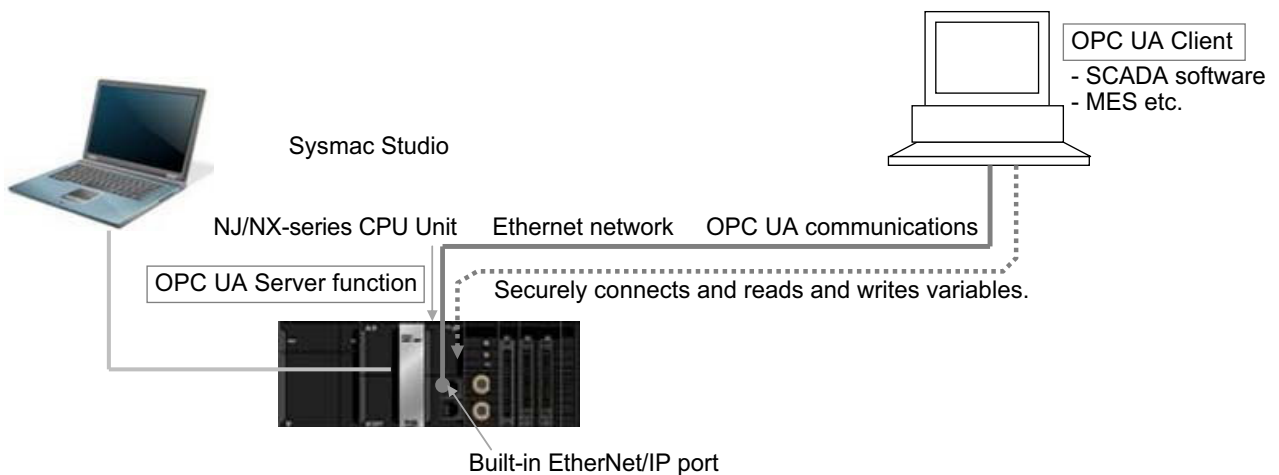 OPC UA Client
- SCADA software
- MES etc.
Sysmac Studio
NJ/NX-series CPU Unit
Ethernet network
OPC UA communications
OPC UA Server function
Securely connects and reads and writes variables.
Built-in EtherNet/IP port